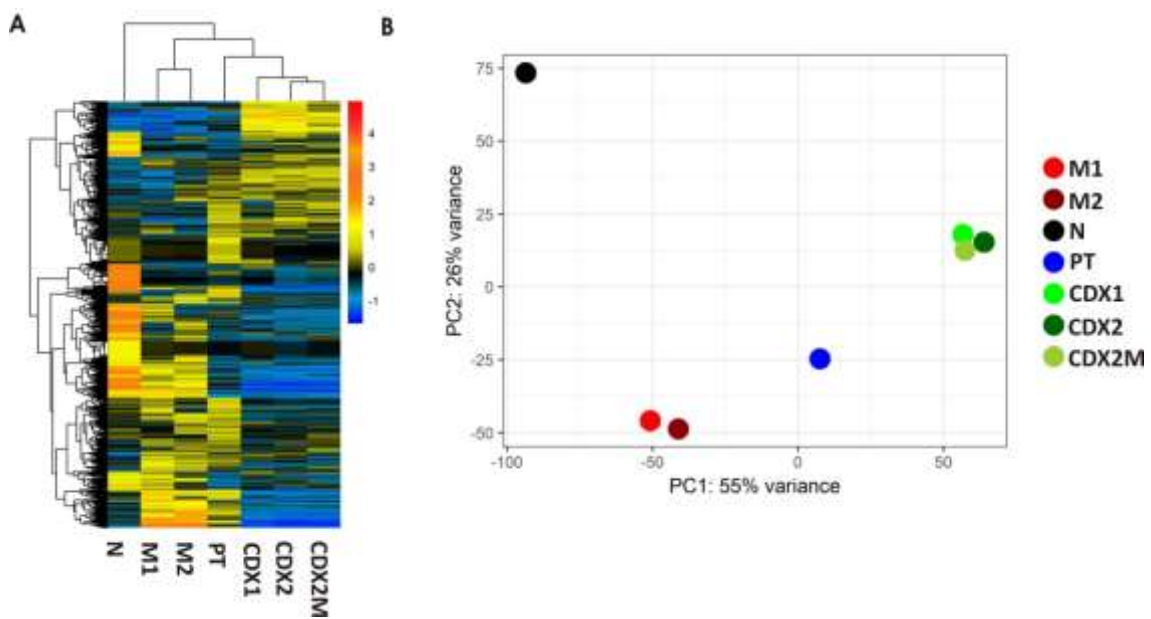 A
4
3
2
1
0
-1
N
M1
M2
PT
CDX1
CDX2
CDX2M
B
PC2: 26% variance
75
50
25
0
-25
-50
-100
-50
0
50
PC1: 55% variance
M1
M2
N
PT
CDX1
CDX2
CDX2M